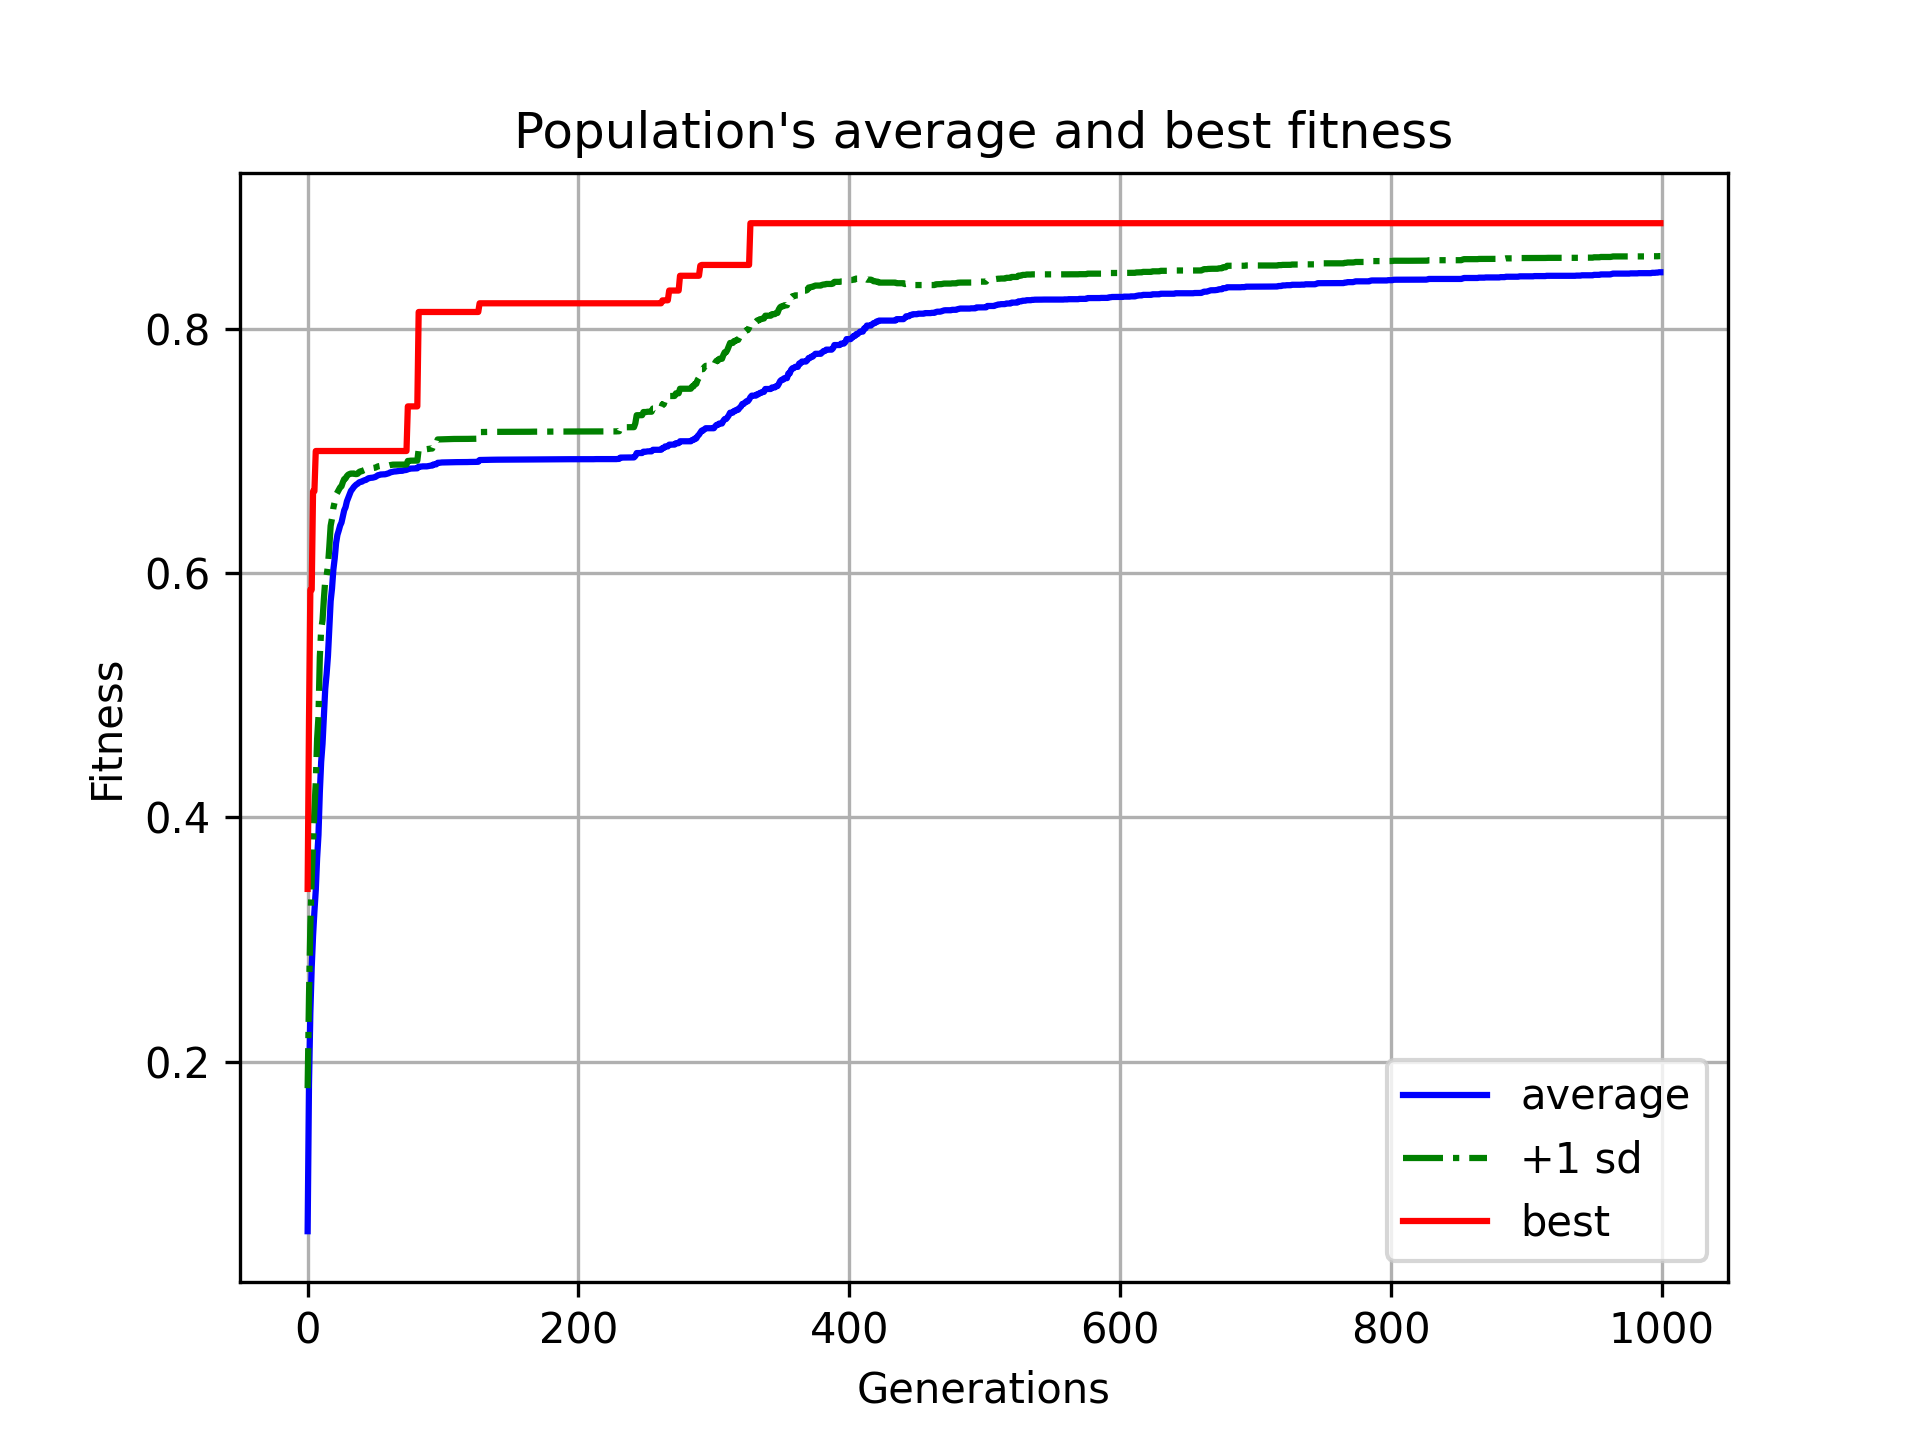 Population's average and best fitness
Fitness
0.8
0.6
0.4
0.2
0 200 400 600 800 1000
Generations
average
+1 sd
best